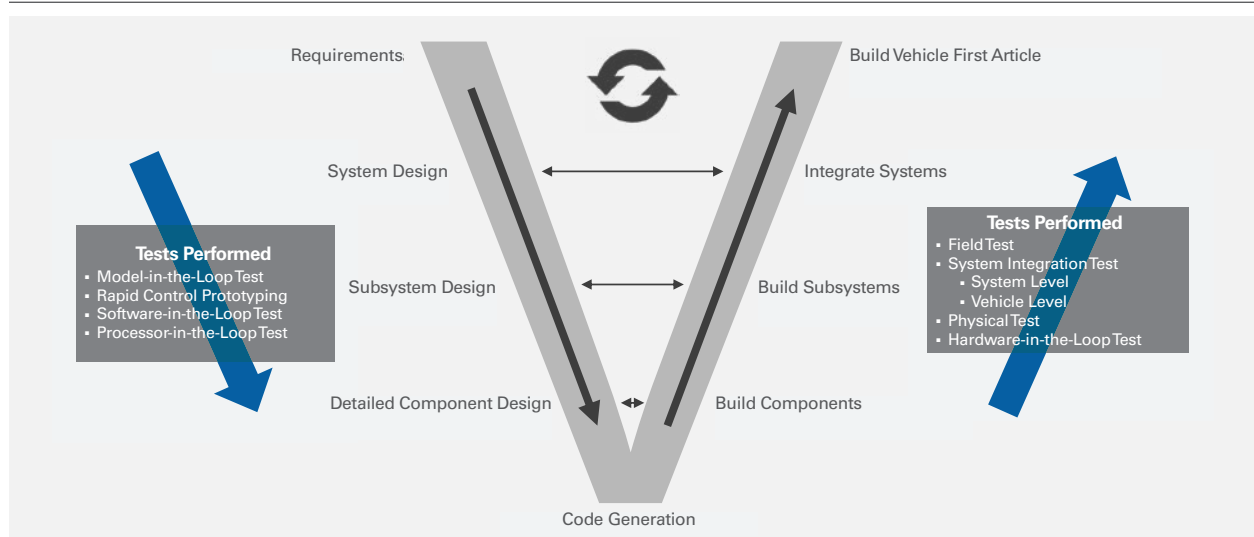 Requirements
Build Vehicle First Article
System Design
Integrate Systems
Tests Performed
▪ Model-in-the-Loop Test
▪ Rapid Control Prototyping
▪ Software-in-the-Loop Test
▪ Processor-in-the-Loop Test
Tests Performed
▪ Field Test
▪ System Integration Test
▪ System Level
▪ Vehicle Level
▪ Physical Test
▪ Hardware-in-the-Loop Test
Subsystem Design
Build Subsystems
Detailed Component Design
Build Components
Code Generation